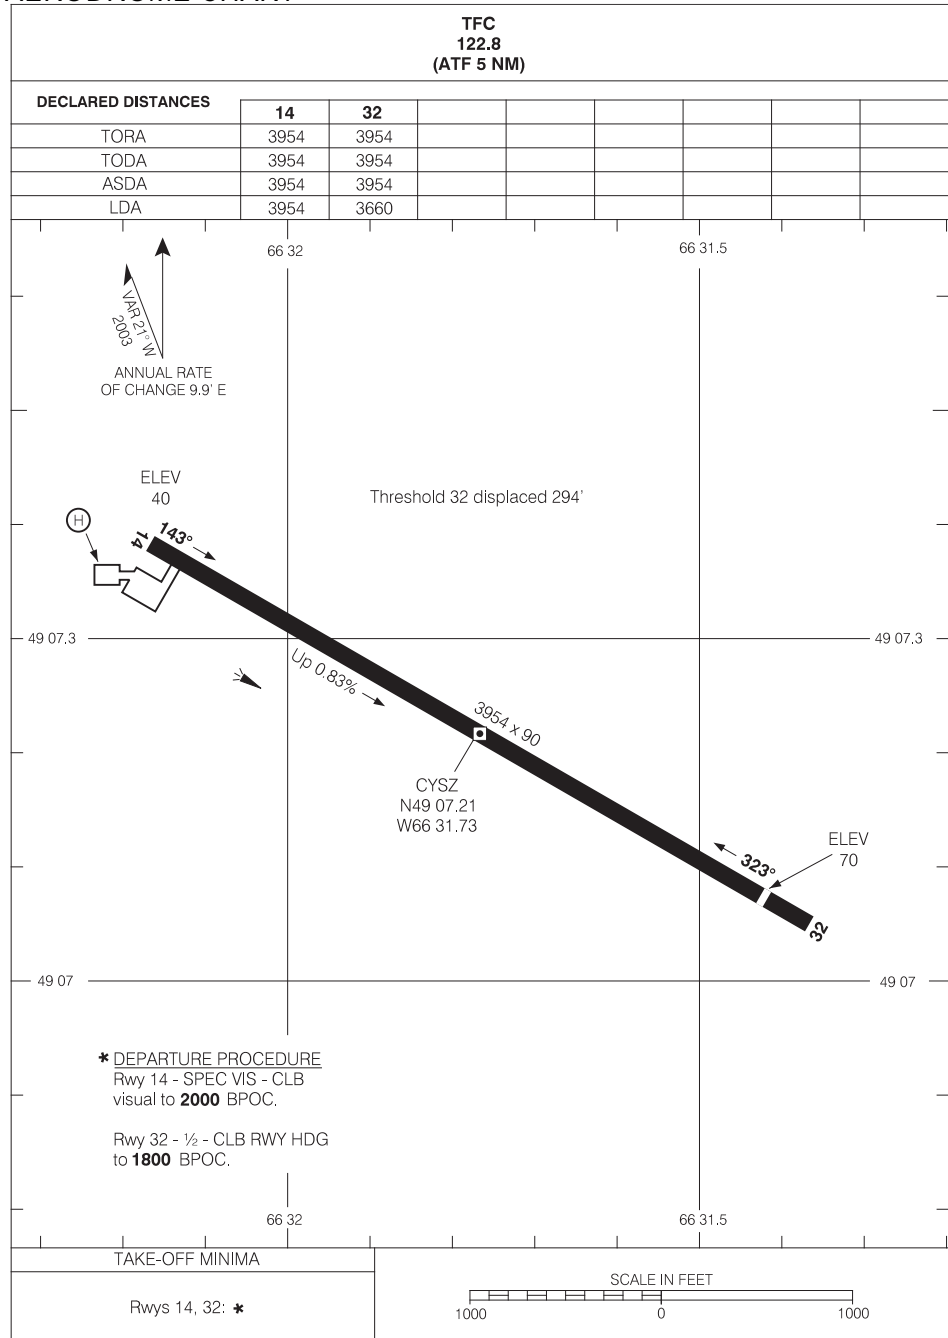 TFC
122.8
(ATF 5 NM)
DECLARED DISTANCES
14 32
TORA 3954 3954
TODA 3954 3954
ASDA 3954 3954
LDA 3954 3660
66 32 66 31.5
VAR 21° W
2003
ANNUAL RATE
OF CHANGE 9.9' E
ELEV
40
Threshold 32 displaced 294'
H
14
143°
49 07.3 49 07.3
Up 0.83%
3954 x 90
CYSZ
N49 07.21
W66 31.73
ELEV
70
323°
32
49 07 49 07
* DEPARTURE PROCEDURE
Rwy 14 - SPEC VIS - CLB
visual to 2000 BPOC.
Rwy 32 - ½ - CLB RWY HDG
to 1800 BPOC.
66 32 66 31.5
TAKE-OFF MINIMA
Rwys 14, 32: *
SCALE IN FEET
1000 0 1000